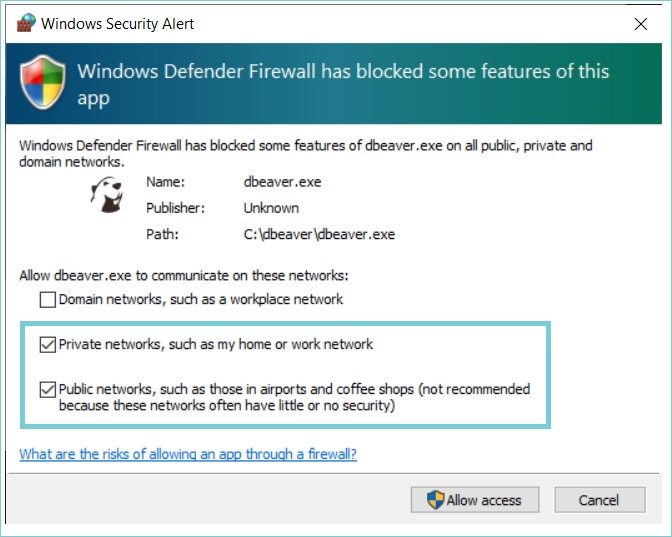 Windows Security Alert
Windows Defender Firewall has blocked some features of this
app
Windows Defender Firewall has blocked some features of dbeaver.exe on all public, private and
domain networks.
Name: dbeaver.exe
Publisher: Unknown
Path: C:\dbeaver\dbeaver.exe
Allow dbeaver.exe to communicate on these networks:
Domain networks, such as a workplace network
Private networks, such as my home or work network
Public networks, such as those in airports and coffee shops (not recommended
because these networks often have little or no security)
What are the risks of allowing an app through a firewall?
Allow access Cancel